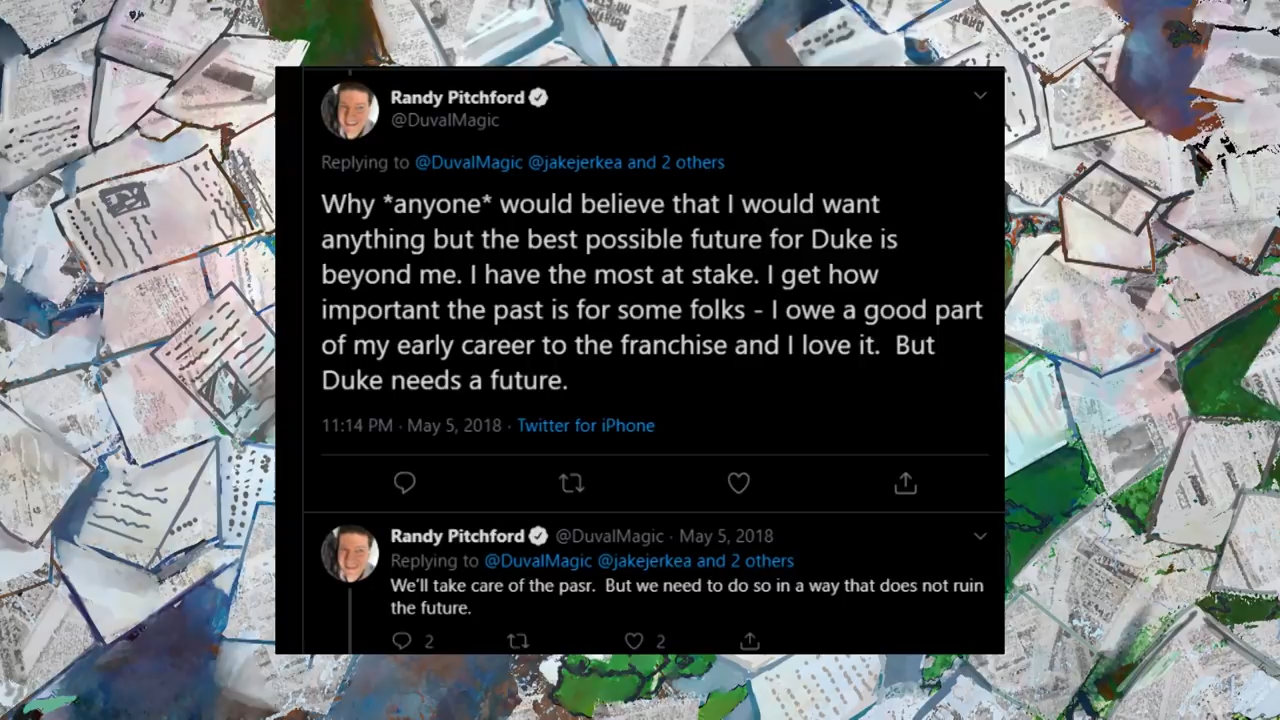 Randy Pitchford
@DuvalMagic
Replying to @DuvalMagic @jakejerkea and 2 others
Why *anyone* would believe that I would want
anything but the best possible future for Duke is
beyond me. I have the most at stake. I get how
important the past is for some folks - I owe a good part
of my early career to the franchise and I love it.  But
Duke needs a future.
11:14 PM · May 5, 2018 · Twitter for iPhone
Randy Pitchford @DuvalMagic · May 5, 2018
Replying to @DuvalMagic @jakejerkea and 2 others
We'll take care of the pasr.  But we need to do so in a way that does not ruin
the future.
2 2